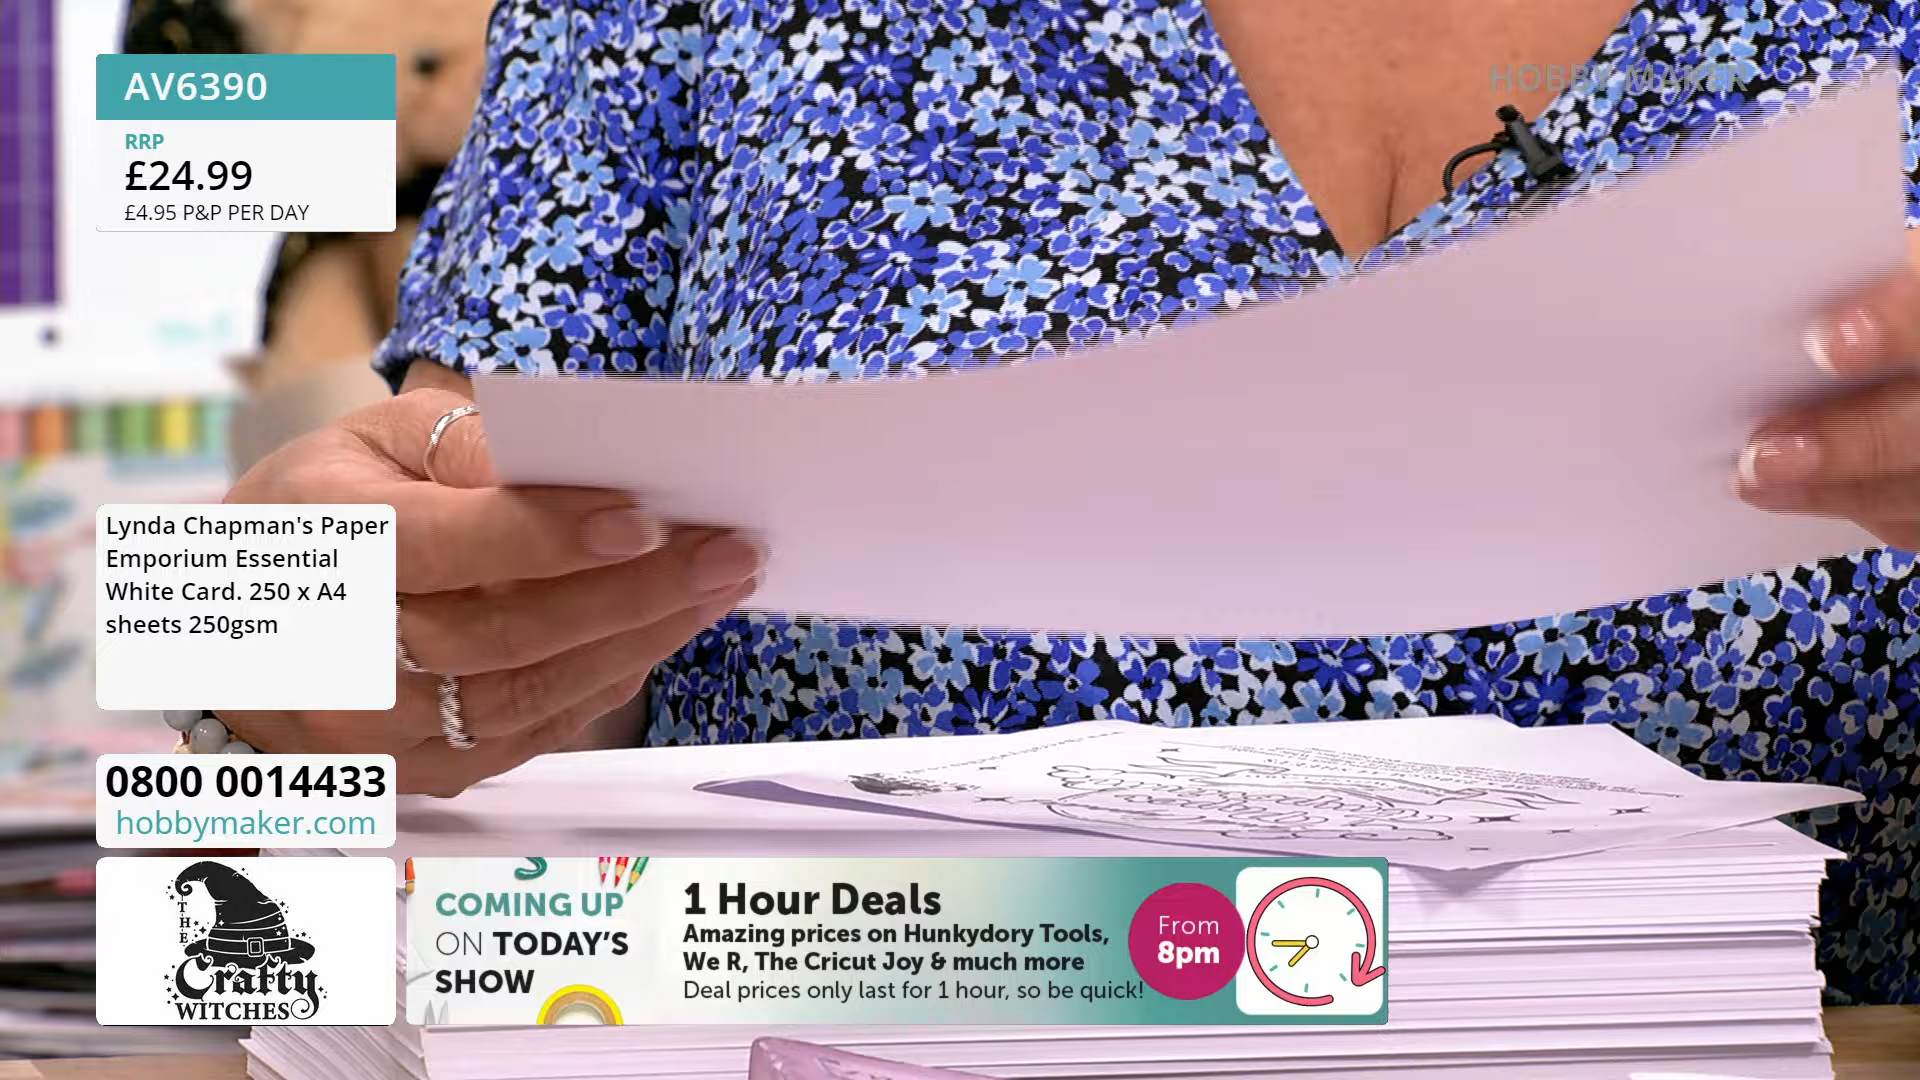 AV6390
RRP
£24.99
£4.95 P&P PER DAY
HOBBY MAKER
Lynda Chapman's Paper
Emporium Essential
White Card. 250 x A4
sheets 250gsm
0800 0014433
hobbymaker.com
THE
Crafty
WITCHES
COMING UP
ON TODAY'S
SHOW
1 Hour Deals
Amazing prices on Hunkydory Tools,
We R, The Cricut Joy & much more
Deal prices only last for 1 hour, so be quick!
From
8pm